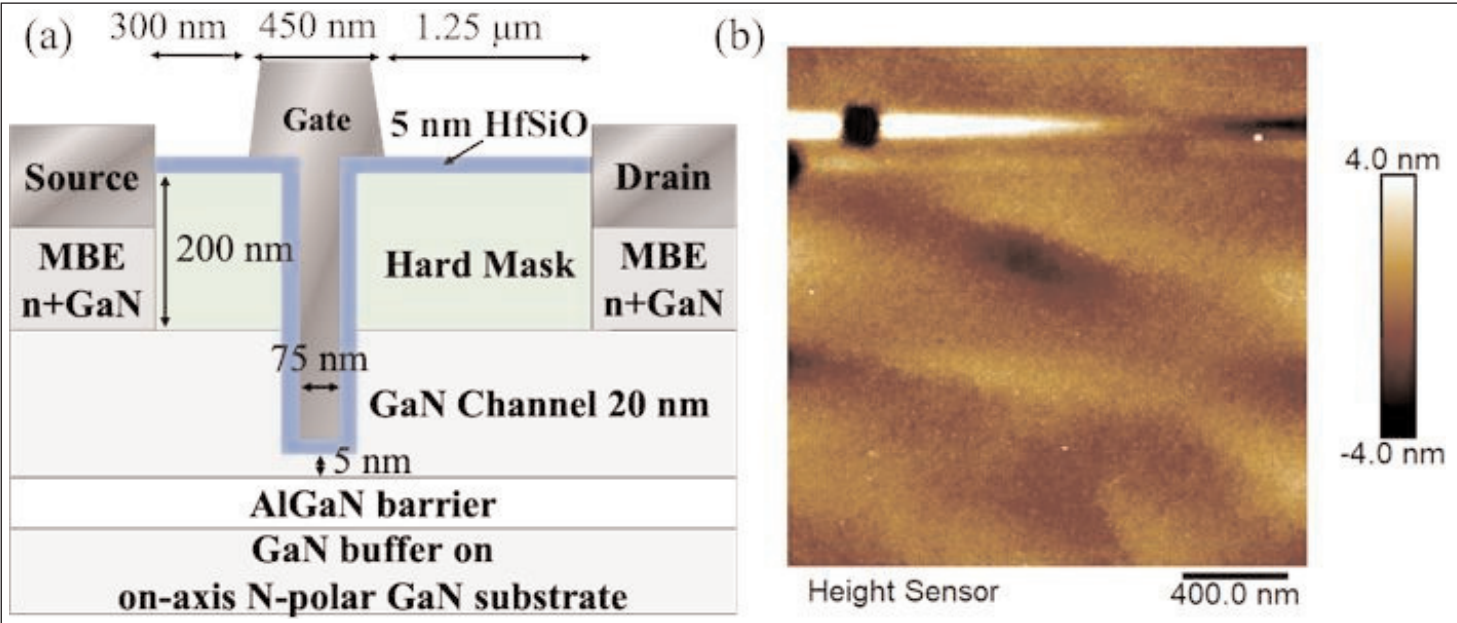 (a)
300 nm
450 nm
1.25 μm
Gate
5 nm HfSiO
Source
Drain
200 nm
Hard Mask
MBE
n+GaN
MBE
n+GaN
75 nm
GaN Channel 20 nm
5 nm
AlGaN barrier
GaN buffer on
on-axis N-polar GaN substrate
(b)
4.0 nm
-4.0 nm
Height Sensor
400.0 nm